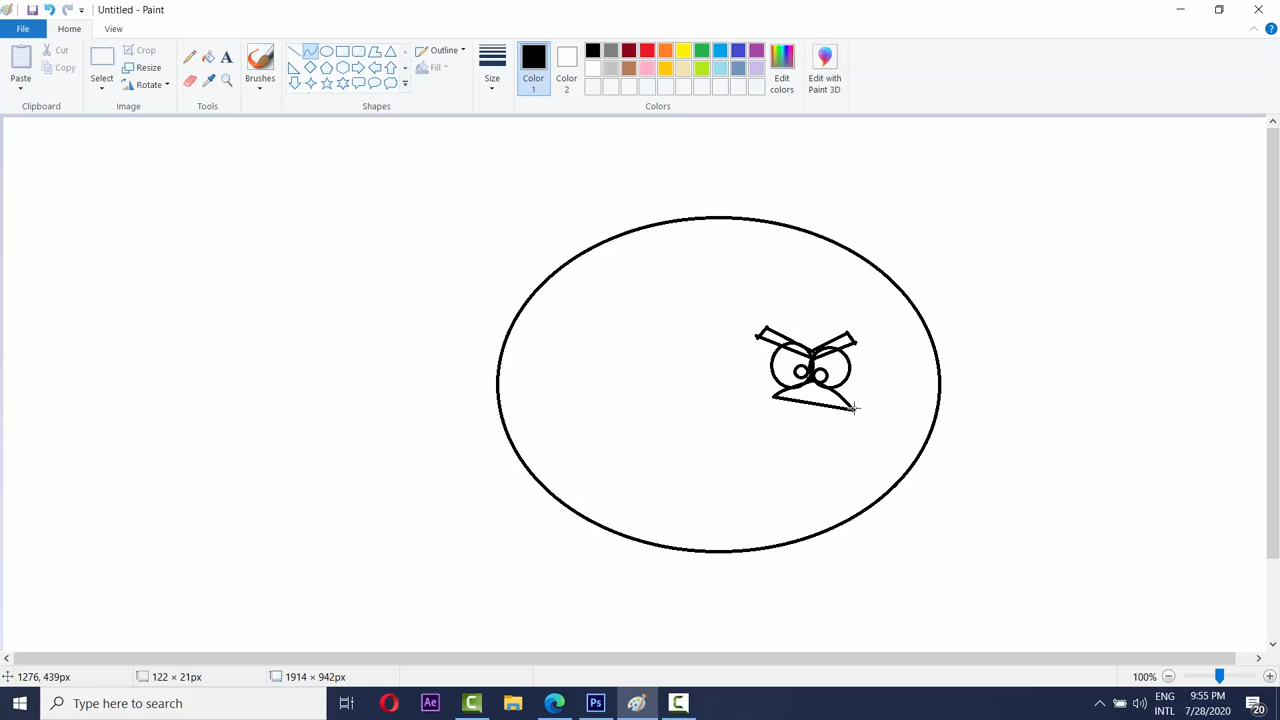 Untitled - Paint
File Home View
Paste Cut Copy Select Crop Resize Rotate A Brushes Outline Fill Size Color 1 Color 2 Edit colors Edit with Paint 3D
Clipboard Image Tools Shapes Colors
1276, 439px 122 × 21px 1914 × 942px 100%
Type here to search Ae C Ps C ENG INTL 9:55 PM 7/28/2020 20